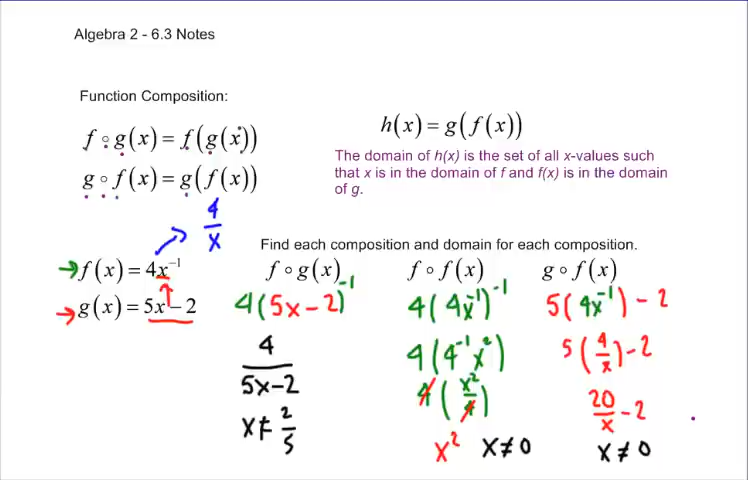 Algebra 2 - 6.3 Notes
Function Composition:
f ∘ g(x) = f(g(x))
g ∘ f(x) = g(f(x))
h(x) = g(f(x))
The domain of h(x) is the set of all x-values such
that x is in the domain of f and f(x) is in the domain
of g.
4/x
f(x) = 4x⁻¹
g(x) = 5x − 2
Find each composition and domain for each composition.
f ∘ g(x)
4(5x − 2)⁻¹
4/(5x − 2)
x ≠ 2/5
f ∘ f(x)
4(4x⁻¹)⁻¹
4(4⁻¹x²)
4(x²/4)
x² x ≠ 0
g ∘ f(x)
5(4x⁻¹) − 2
5(4/x) − 2
20/x − 2
x ≠ 0